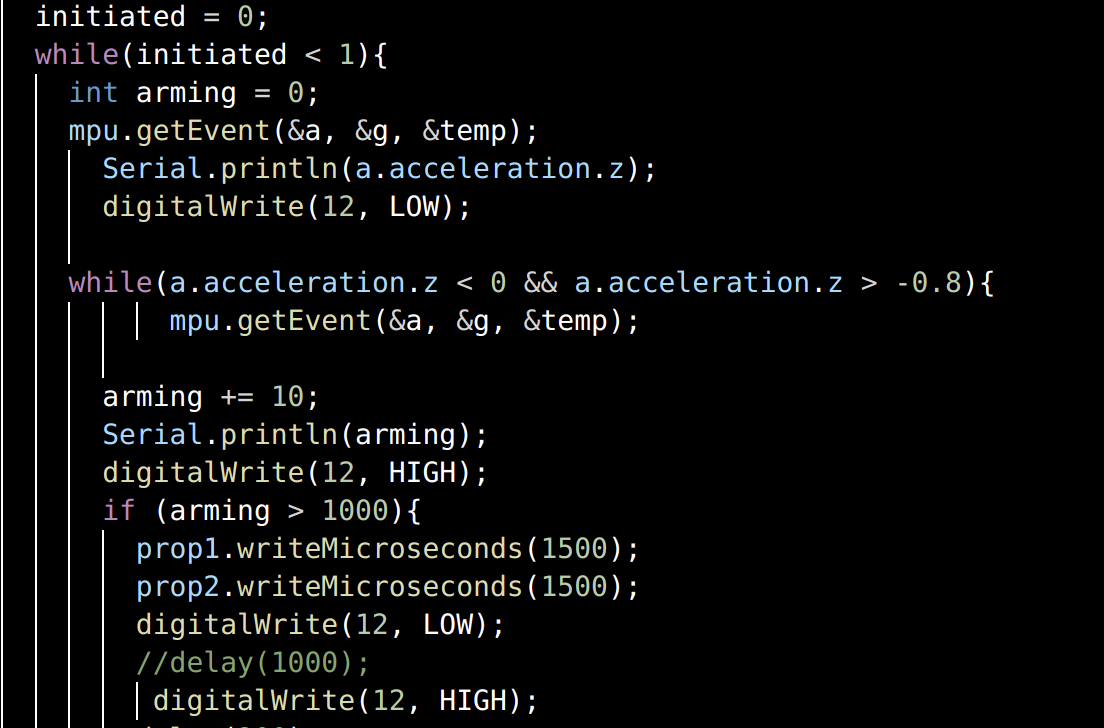 initiated = 0;
while(initiated < 1){
int arming = 0;
mpu.getEvent(&a, &g, &temp);
Serial.println(a.acceleration.z);
digitalWrite(12, LOW);
while(a.acceleration.z < 0 && a.acceleration.z > -0.8){
mpu.getEvent(&a, &g, &temp);
arming += 10;
Serial.println(arming);
digitalWrite(12, HIGH);
if (arming > 1000){
prop1.writeMicroseconds(1500);
prop2.writeMicroseconds(1500);
digitalWrite(12, LOW);
//delay(1000);
digitalWrite(12, HIGH);